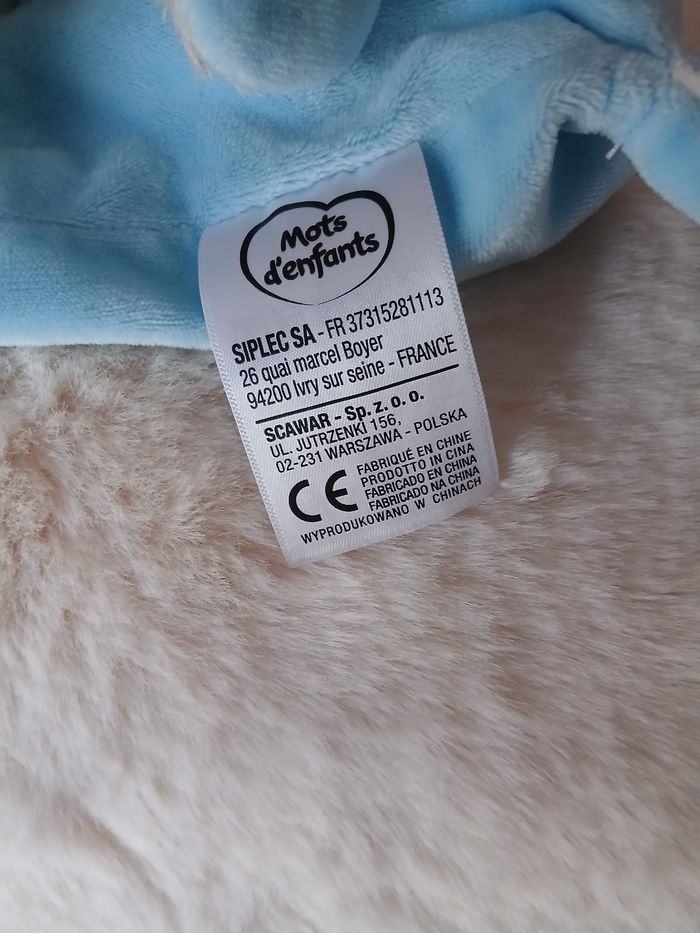 Mots
d'enfants
SIPLEC SA - FR 37315281113
26 quai marcel Boyer
94200 Ivry sur seine - FRANCE
SCAWAR - Sp. z. o. o.
UL. JUTRZENKI 156,
02-231 WARSZAWA - POLSKA
CE
FABRIQUÉ EN CHINE
PRODOTTO IN CINA
FABRICADO EN CHINA
FABRICADO NA CHINA
WYPRODUKOWANO W CHINACH